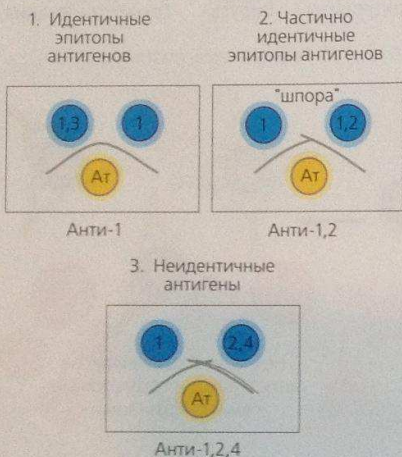 1. Идентичные
эпитопы
антигенов
2. Частично
идентичные
эпитопы антигенов
1,3
1
Ат
Анти-1
"шпора"
1
1,2
Ат
Анти-1,2
3. Неидентичные
антигены
1
2,4
Ат
Анти-1,2,4